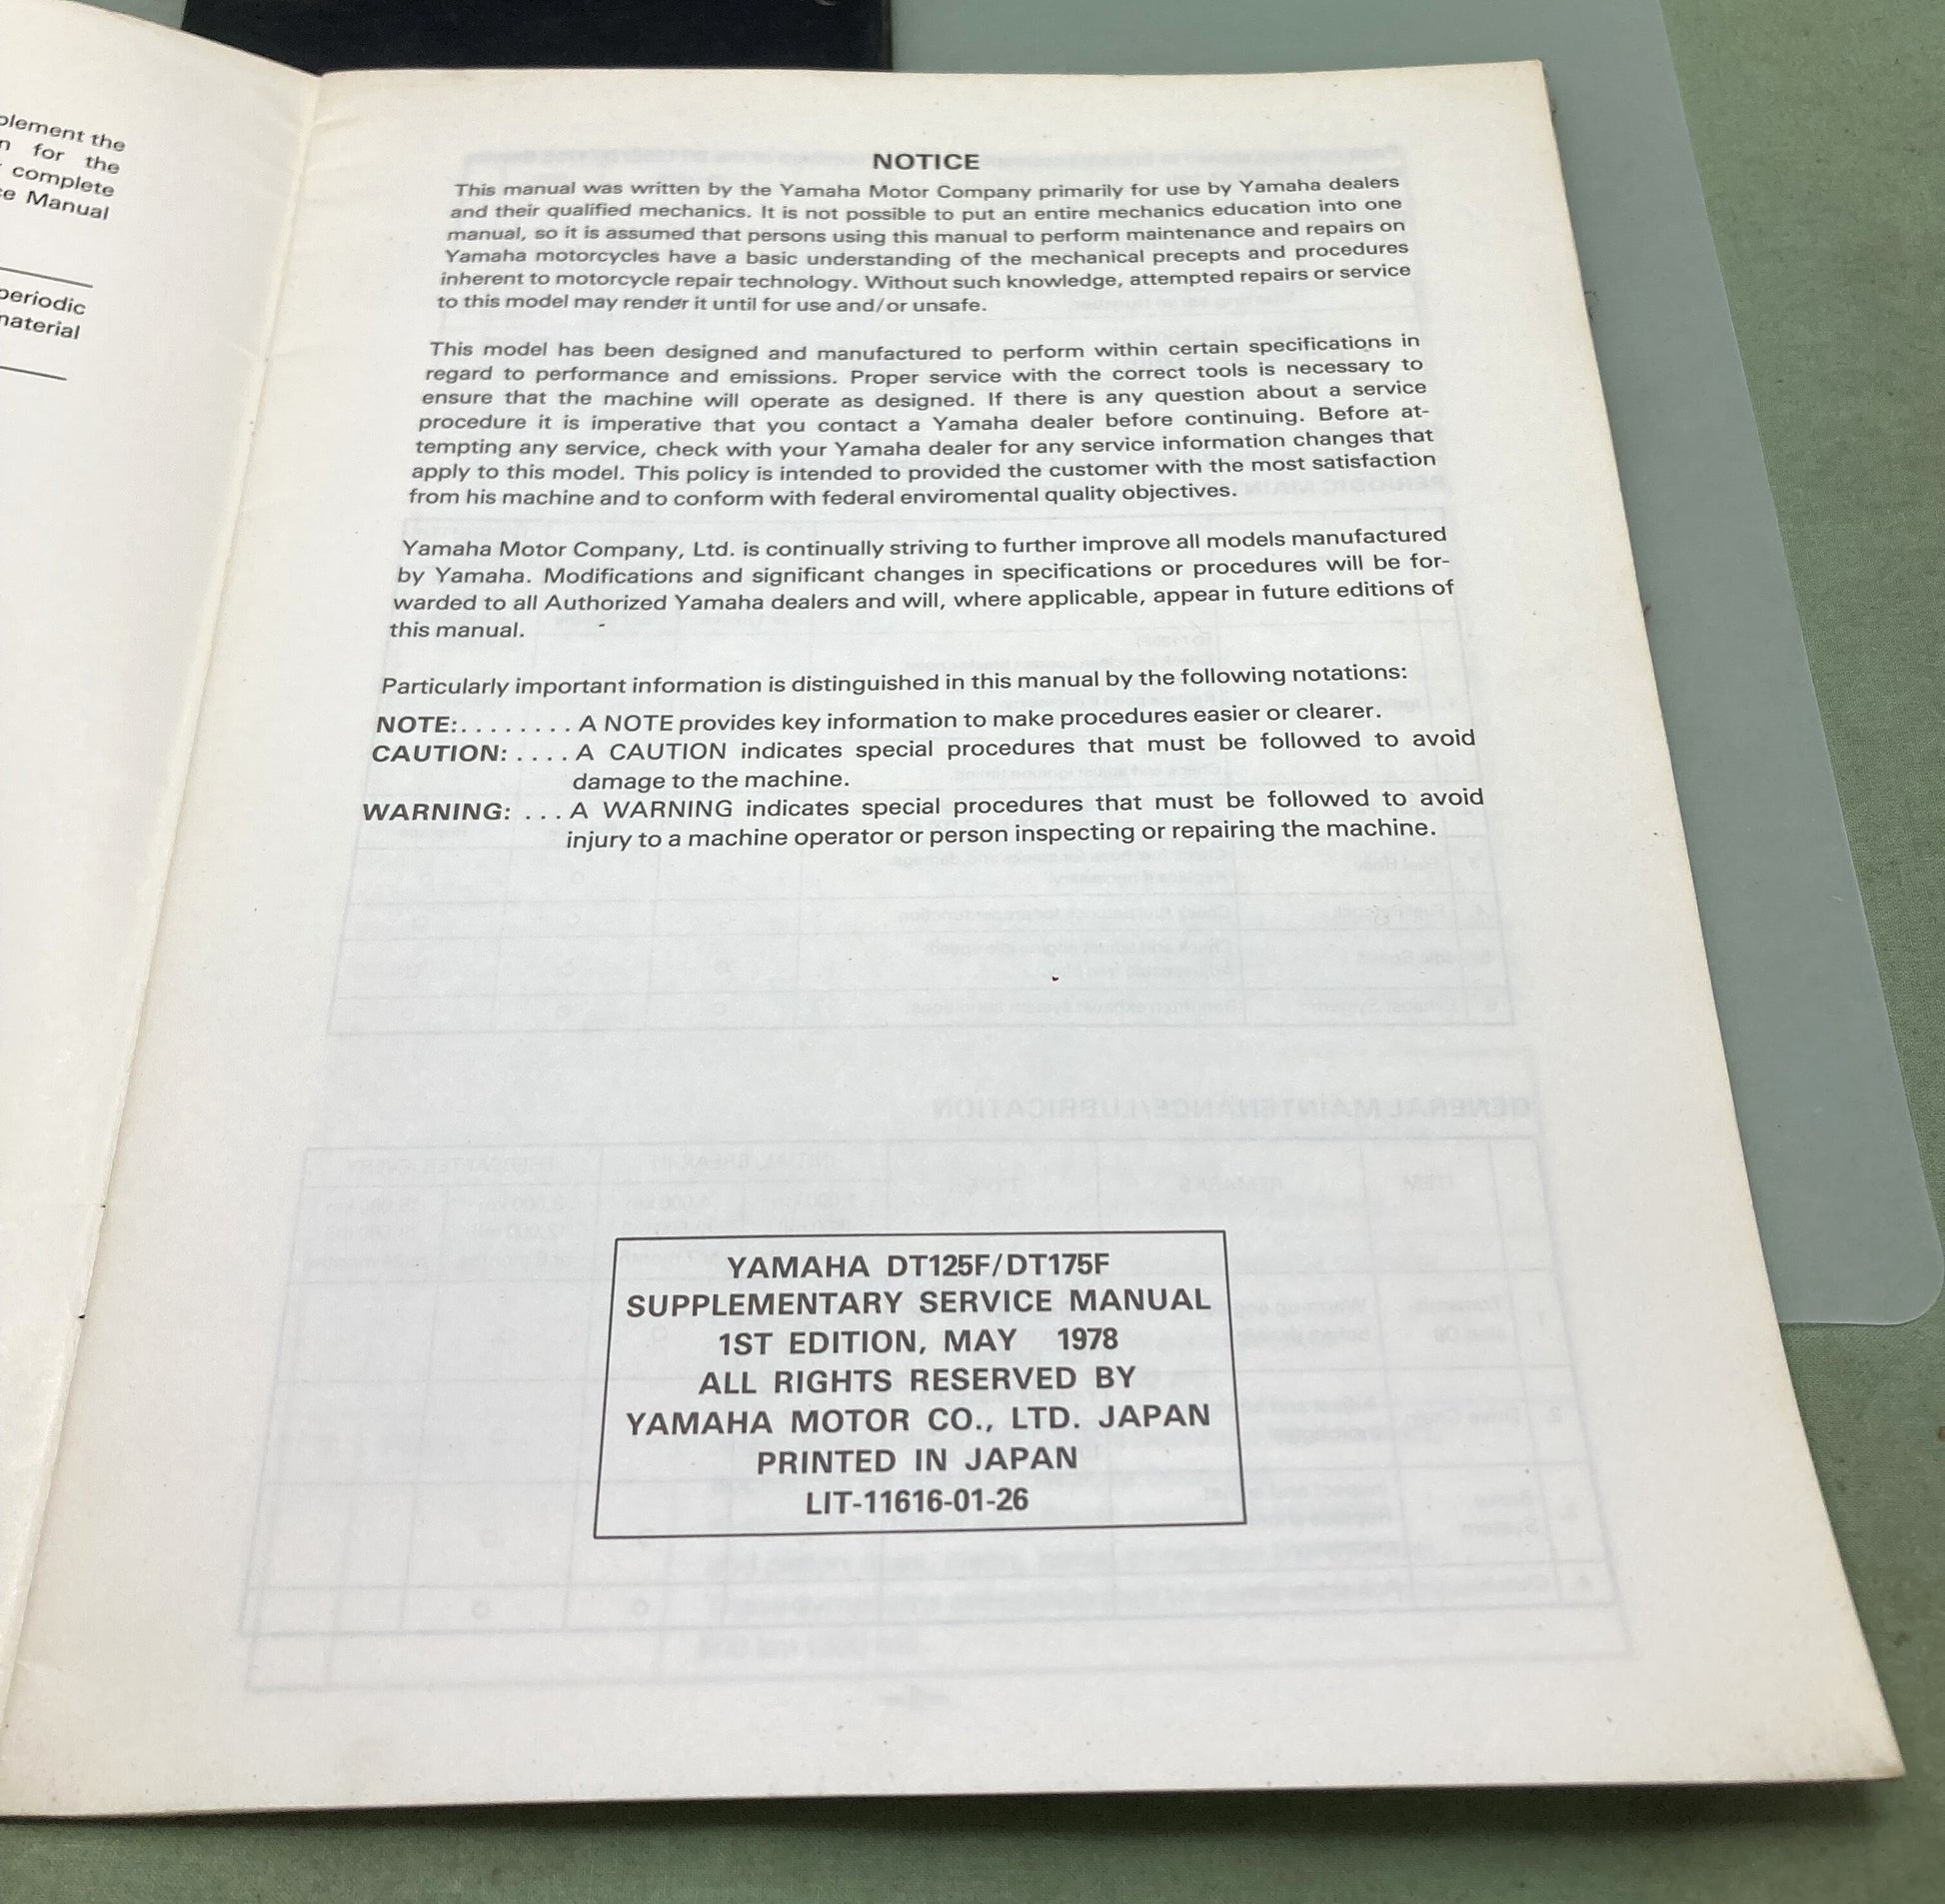 plement the
for the
complete
Manual
periodic
material
NOTICE
This manual was written by the Yamaha Motor Company primarily for use by Yamaha dealers
and their qualified mechanics. It is not possible to put an entire mechanics education into one
manual, so it is assumed that persons using this manual to perform maintenance and repairs on
Yamaha motorcycles have a basic understanding of the mechanical precepts and procedures
inherent to motorcycle repair technology. Without such knowledge, attempted repairs or service
to this model may render it until for use and/or unsafe.
This model has been designed and manufactured to perform within certain specifications in
regard to performance and emissions. Proper service with the correct tools is necessary to
ensure that the machine will operate as designed. If there is any question about a service
procedure it is imperative that you contact a Yamaha dealer before continuing. Before at-
tempting any service, check with your Yamaha dealer for any service information changes that
apply to this model. This policy is intended to provided the customer with the most satisfaction
from his machine and to conform with federal enviromental quality objectives.
Yamaha Motor Company, Ltd. is continually striving to further improve all models manufactured
by Yamaha. Modifications and significant changes in specifications or procedures will be for-
warded to all Authorized Yamaha dealers and will, where applicable, appear in future editions of
this manual.
Particularly important information is distinguished in this manual by the following notations:
NOTE:........ A NOTE provides key information to make procedures easier or clearer.
CAUTION: .... A CAUTION indicates special procedures that must be followed to avoid
damage to the machine.
WARNING: ... A WARNING indicates special procedures that must be followed to avoid
injury to a machine operator or person inspecting or repairing the machine.
GENERAL MAINTENANCE/LUBRICATION
YAMAHA DT125F/DT175F
SUPPLEMENTARY SERVICE MANUAL
1ST EDITION, MAY 1978
ALL RIGHTS RESERVED BY
YAMAHA MOTOR CO., LTD. JAPAN
PRINTED IN JAPAN
LIT-11616-01-26